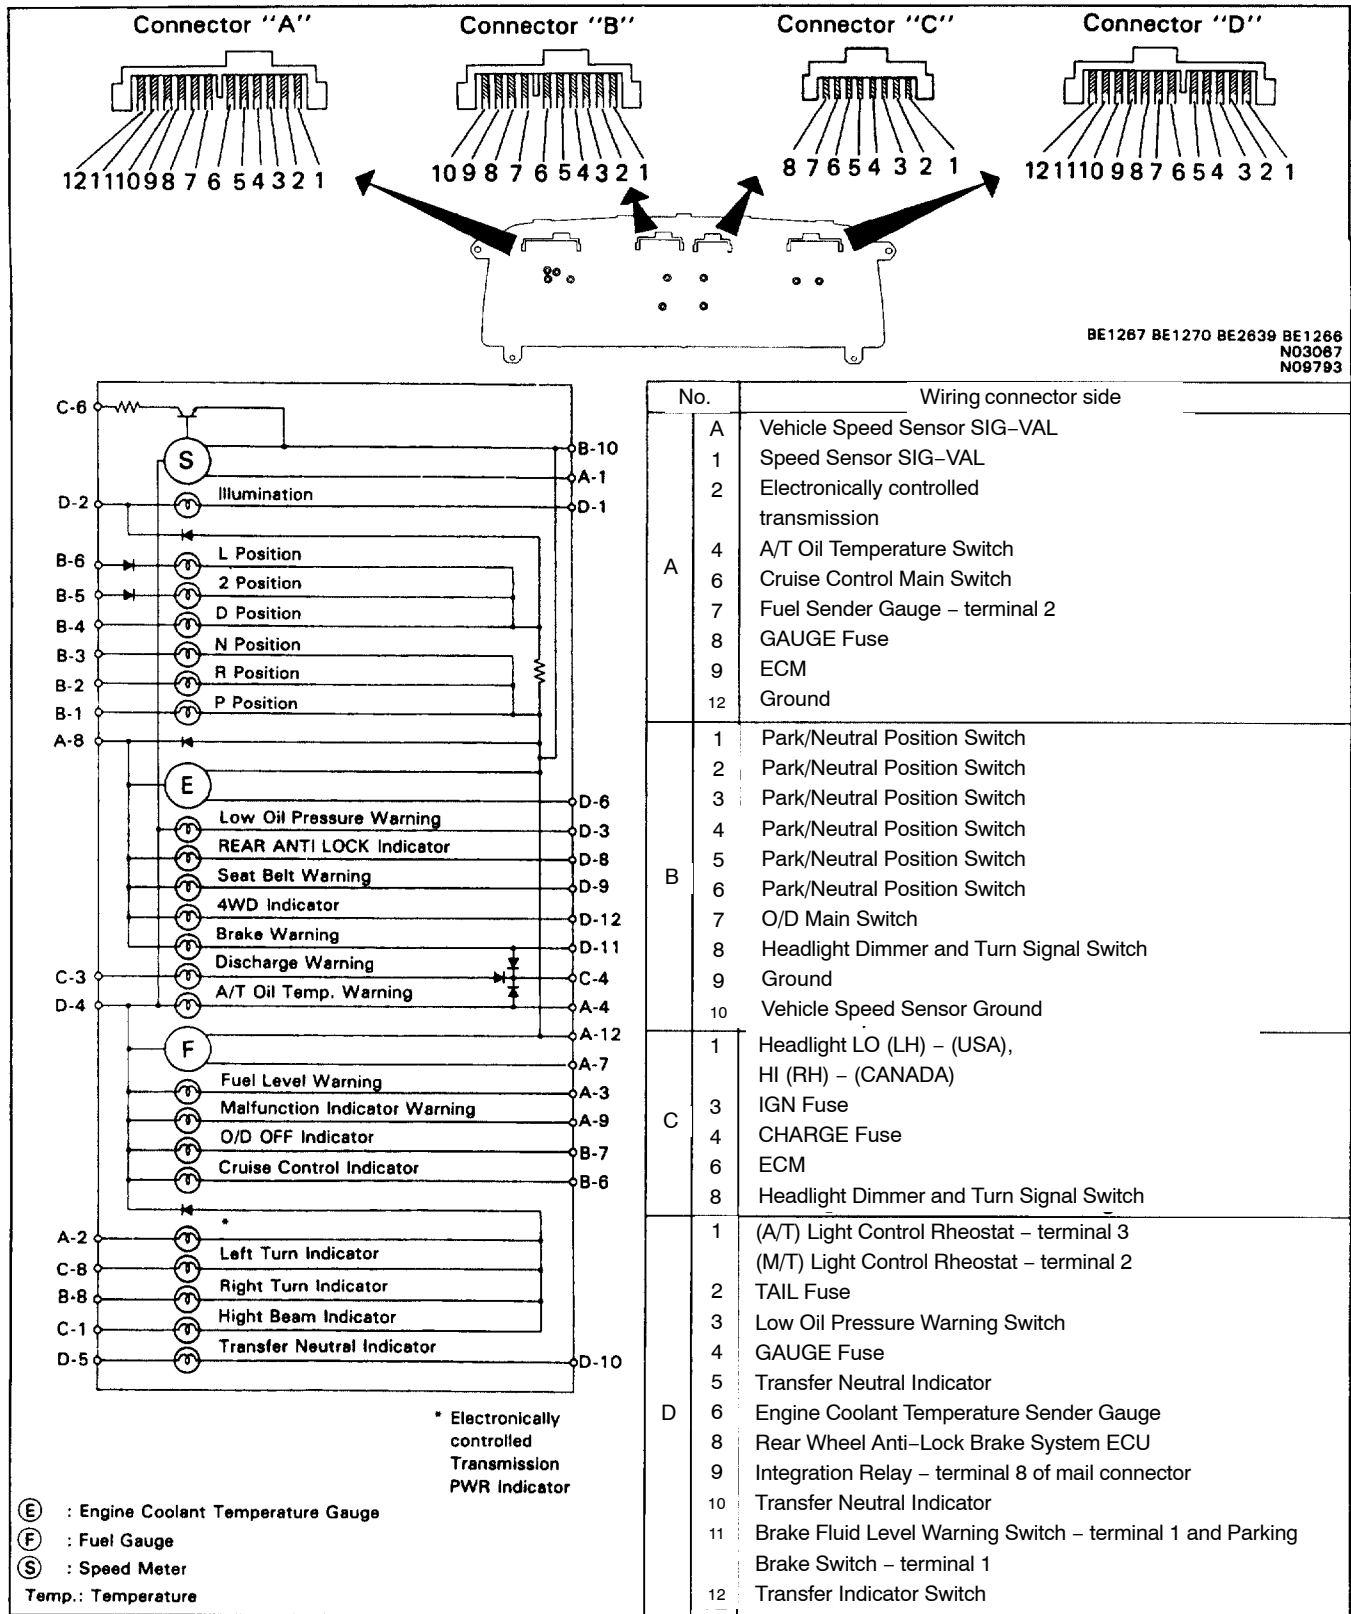 Connector "A" Connector "B" Connector "C" Connector "D"
12 11 10 9 8 7 6 5 4 3 2 1
10 9 8 7 6 5 4 3 2 1
8 7 6 5 4 3 2 1
12 11 10 9 8 7 6 5 4 3 2 1
BE1267 BE1270 BE2639 BE1266
N03067
N09793
C-6
S
B-10
A-1
D-2 Illumination D-1
B-6 L Position
B-5 2 Position
B-4 D Position
B-3 N Position
B-2 R Position
B-1 P Position
A-8
E
D-6
Low Oil Pressure Warning D-3
REAR ANTI LOCK Indicator D-8
Seat Belt Warning D-9
4WD Indicator D-12
Brake Warning D-11
C-3 Discharge Warning C-4
D-4 A/T Oil Temp. Warning A-4
A-12
F
A-7
Fuel Level Warning A-3
Malfunction Indicator Warning A-9
O/D OFF Indicator B-7
Cruise Control Indicator B-6
A-2 *
C-8 Left Turn Indicator
B-8 Right Turn Indicator
C-1 Hight Beam Indicator
D-5 Transfer Neutral Indicator D-10
* Electronically
controlled
Transmission
PWR Indicator
E : Engine Coolant Temperature Gauge
F : Fuel Gauge
S : Speed Meter
Temp.: Temperature
No. Wiring connector side
A
A Vehicle Speed Sensor SIG–VAL
1 Speed Sensor SIG–VAL
2 Electronically controlled
transmission
4 A/T Oil Temperature Switch
6 Cruise Control Main Switch
7 Fuel Sender Gauge – terminal 2
8 GAUGE Fuse
9 ECM
12 Ground
B
1 Park/Neutral Position Switch
2 Park/Neutral Position Switch
3 Park/Neutral Position Switch
4 Park/Neutral Position Switch
5 Park/Neutral Position Switch
6 Park/Neutral Position Switch
7 O/D Main Switch
8 Headlight Dimmer and Turn Signal Switch
9 Ground
10 Vehicle Speed Sensor Ground
C
1 Headlight LO (LH) – (USA),
HI (RH) – (CANADA)
3 IGN Fuse
4 CHARGE Fuse
6 ECM
8 Headlight Dimmer and Turn Signal Switch
D
1 (A/T) Light Control Rheostat – terminal 3
(M/T) Light Control Rheostat – terminal 2
2 TAIL Fuse
3 Low Oil Pressure Warning Switch
4 GAUGE Fuse
5 Transfer Neutral Indicator
6 Engine Coolant Temperature Sender Gauge
8 Rear Wheel Anti–Lock Brake System ECU
9 Integration Relay – terminal 8 of mail connector
10 Transfer Neutral Indicator
11 Brake Fluid Level Warning Switch – terminal 1 and Parking
Brake Switch – terminal 1
12 Transfer Indicator Switch